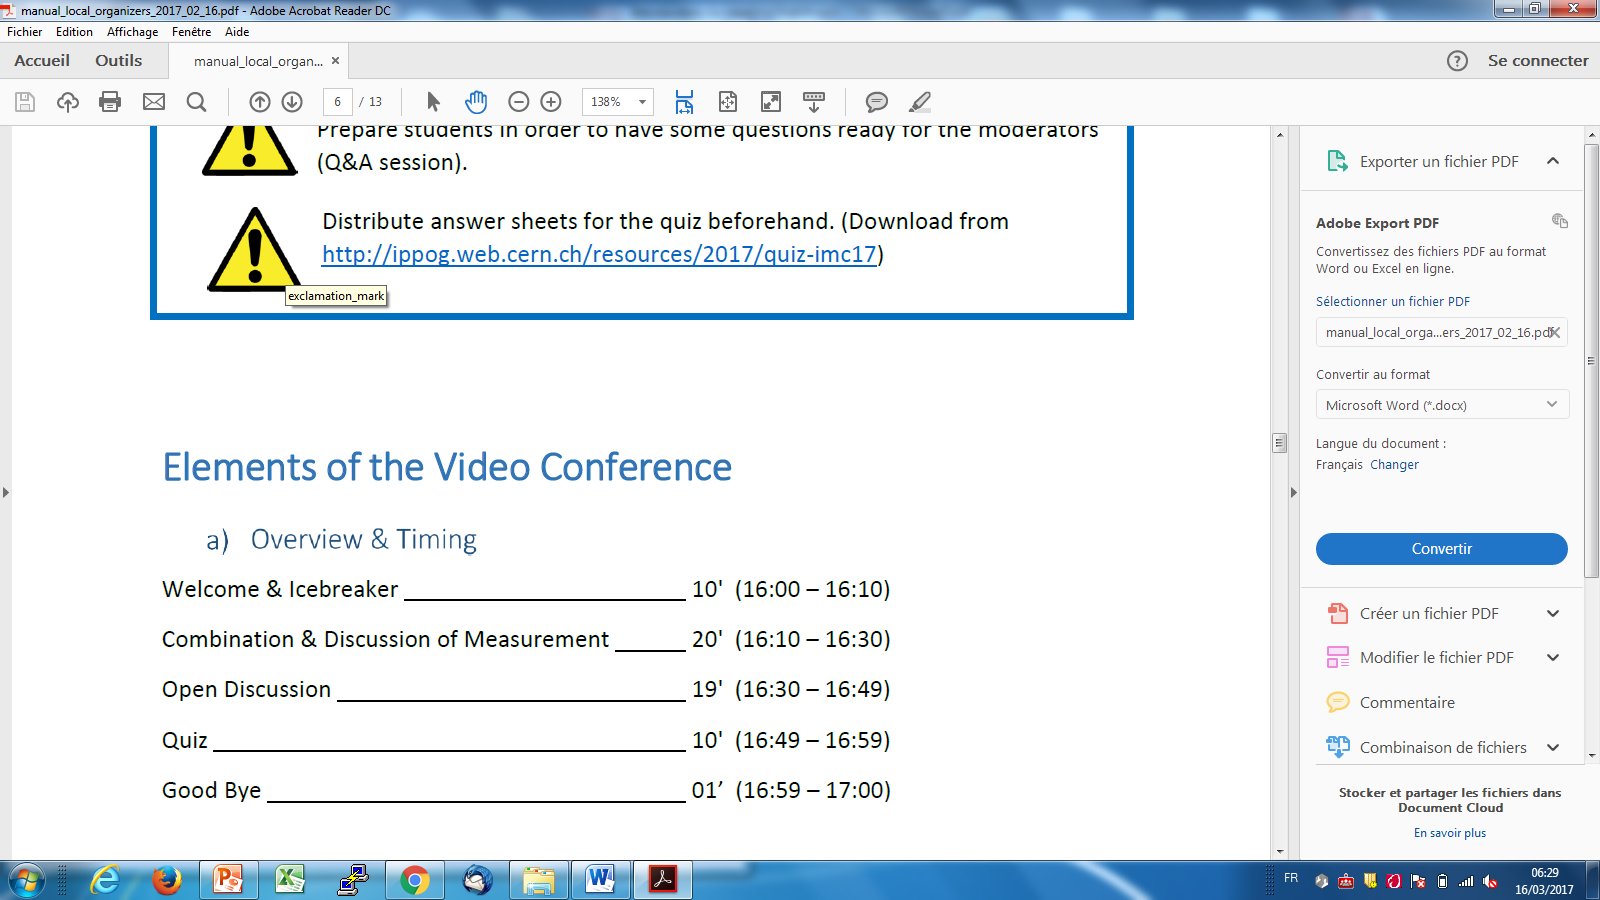 manual_local_organizers_2017_02_16.pdf - Adobe Acrobat Reader DC
Fichier Edition Affichage Fenêtre Aide
Accueil Outils manual_local_organ... × ? Se connecter
6 / 13 138%
Prepare students in order to have some questions ready for the moderators
(Q&A session).
Distribute answer sheets for the quiz beforehand. (Download from
http://ippog.web.cern.ch/resources/2017/quiz-imc17)
exclamation_mark
Elements of the Video Conference
a) Overview & Timing
Welcome & Icebreaker ______________________ 10' (16:00 – 16:10)
Combination & Discussion of Measurement ______ 20' (16:10 – 16:30)
Open Discussion ___________________________ 19' (16:30 – 16:49)
Quiz _____________________________________ 10' (16:49 – 16:59)
Good Bye _________________________________ 01’ (16:59 – 17:00)
Exporter un fichier PDF
Adobe Export PDF
Convertissez des fichiers PDF au format
Word ou Excel en ligne.
Sélectionner un fichier PDF
manual_local_orga...ers_2017_02_16.pdf
Convertir au format
Microsoft Word (*.docx)
Langue du document :
Français Changer
Convertir
Créer un fichier PDF
Modifier le fichier PDF
Commentaire
Combinaison de fichiers
Stocker et partager les fichiers dans
Document Cloud
En savoir plus
FR 06:29
16/03/2017